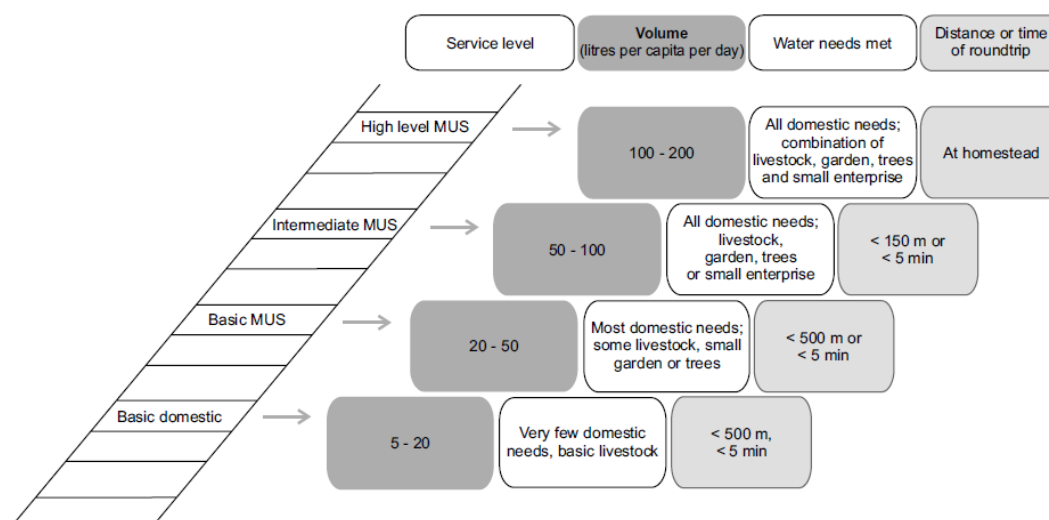 Service level
Volume
(litres per capita per day)
Water needs met
Distance or time
of roundtrip
High level MUS
100 - 200
All domestic needs;
combination of
livestock, garden, trees
and small enterprise
At homestead
Intermediate MUS
50 - 100
All domestic needs;
livestock,
garden, trees
or small enterprise
< 150 m or
< 5 min
Basic MUS
20 - 50
Most domestic needs;
some livestock, small
garden or trees
< 500 m or
< 5 min
Basic domestic
5 - 20
Very few domestic
needs, basic livestock
< 500 m,
< 5 min